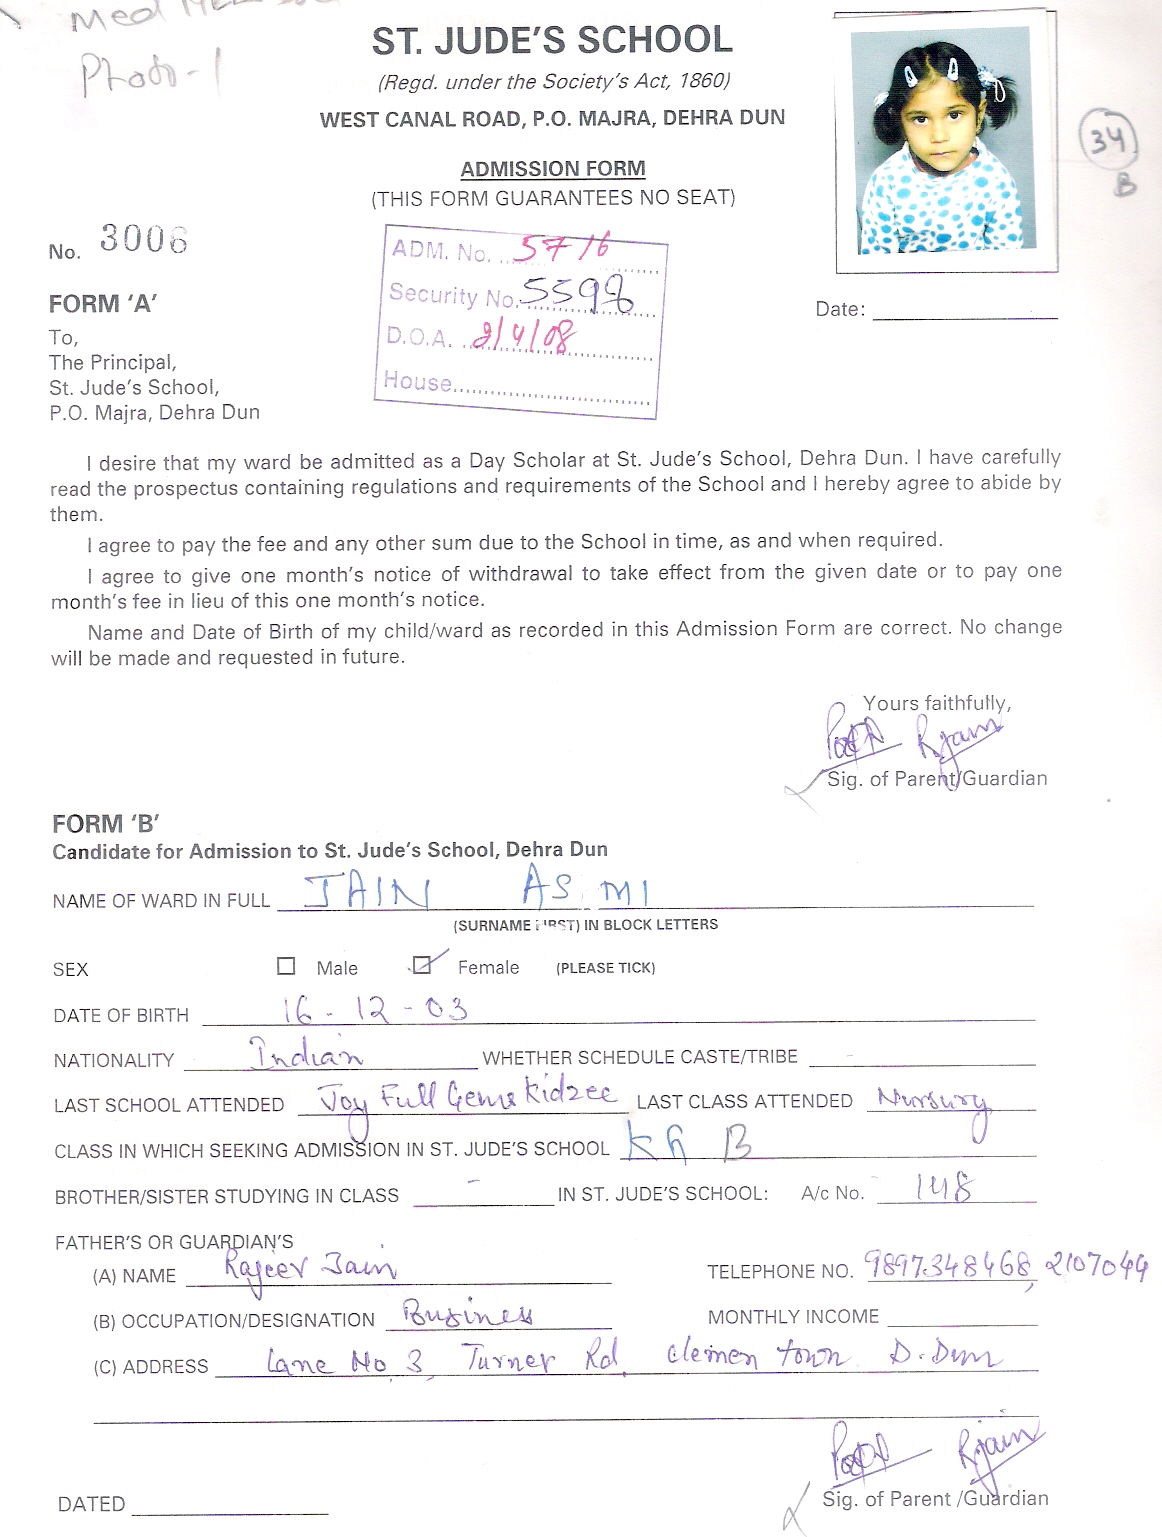 Med
Photo-1
ST. JUDE'S SCHOOL
(Regd. under the Society's Act, 1860)
WEST CANAL ROAD, P.O. MAJRA, DEHRA DUN
34
B
ADMISSION FORM
(THIS FORM GUARANTEES NO SEAT)
No. 3006
ADM. No. 5716
Security No. 5598
D.O.A. 2/4/08
House
FORM 'A'
Date:
To,
The Principal,
St. Jude's School,
P.O. Majra, Dehra Dun
I desire that my ward be admitted as a Day Scholar at St. Jude's School, Dehra Dun. I have carefully
read the prospectus containing regulations and requirements of the School and I hereby agree to abide by
them.
I agree to pay the fee and any other sum due to the School in time, as and when required.
I agree to give one month's notice of withdrawal to take effect from the given date or to pay one
month's fee in lieu of this one month's notice.
Name and Date of Birth of my child/ward as recorded in this Admission Form are correct. No change
will be made and requested in future.
Yours faithfully,
Rjain
Sig. of Parent/Guardian
FORM 'B'
Candidate for Admission to St. Jude's School, Dehra Dun
NAME OF WARD IN FULL JAIN ASMI
(SURNAME FIRST) IN BLOCK LETTERS
SEX Male Female (PLEASE TICK)
DATE OF BIRTH 16-12-03
NATIONALITY Indian WHETHER SCHEDULE CASTE/TRIBE -
LAST SCHOOL ATTENDED Joy Full Gems Kidzee LAST CLASS ATTENDED Nursury
CLASS IN WHICH SEEKING ADMISSION IN ST. JUDE'S SCHOOL KG B
BROTHER/SISTER STUDYING IN CLASS - IN ST. JUDE'S SCHOOL: A/c No. 148
FATHER'S OR GUARDIAN'S
(A) NAME Rajeev Jain TELEPHONE NO. 9897348468, 2107049
(B) OCCUPATION/DESIGNATION Business MONTHLY INCOME
(C) ADDRESS Lane No 3, Turner Rd, Clemen town D.Dun
Rjain
DATED Sig. of Parent /Guardian